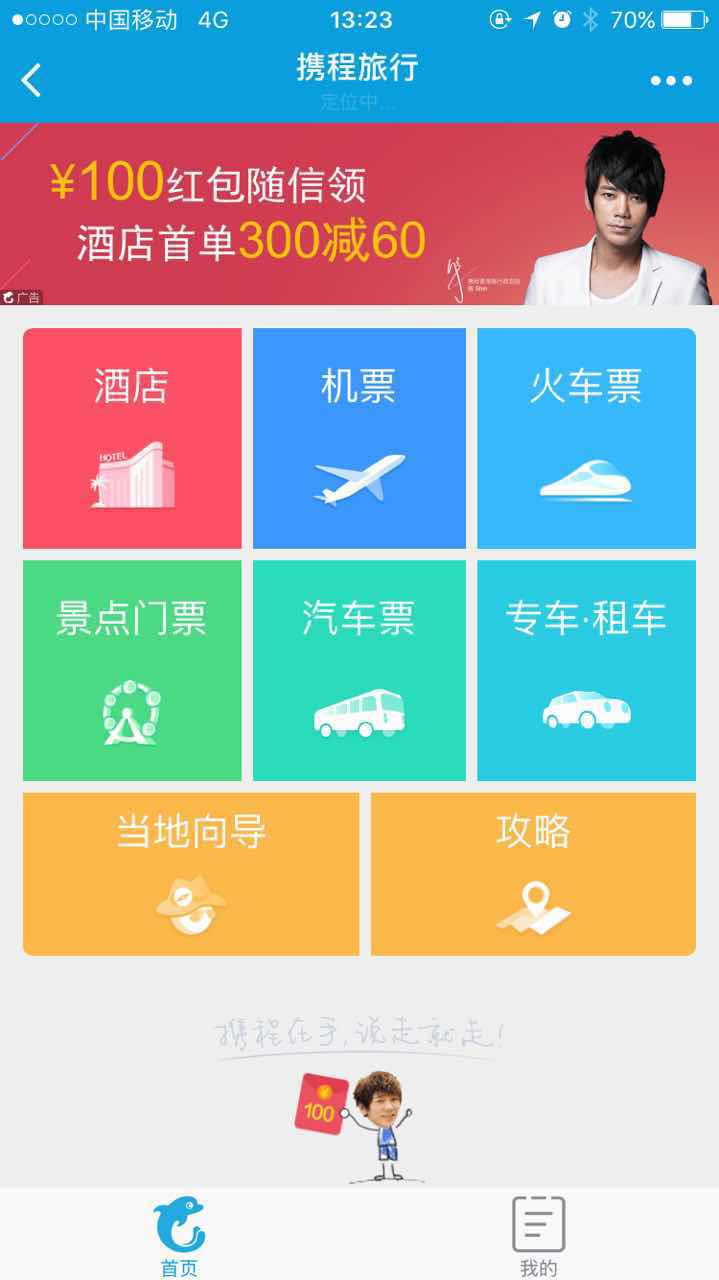 中国移动 4G 13:23 70%
携程旅行
定位中...
¥100红包随信领
酒店首单300减60
广告
酒店 机票 火车票
HOTEL
景点门票 汽车票 专车·租车
当地向导 攻略
携程在手,说走就走!
¥
100
首页 我的